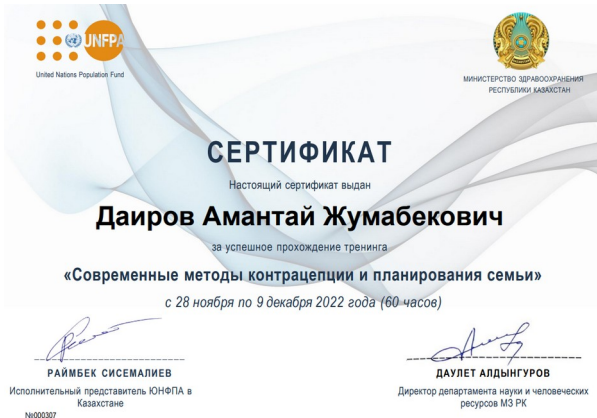 UNFPA
United Nations Population Fund
МИНИСТЕРСТВО ЗДРАВООХРАНЕНИЯ
РЕСПУБЛИКИ КАЗАХСТАН
СЕРТИФИКАТ
Настоящий сертификат выдан
Даиров Амантай Жумабекович
за успешное прохождение тренинга
«Современные методы контрацепции и планирования семьи»
с 28 ноября по 9 декабря 2022 года (60 часов)
РАЙМБЕК СИСЕМАЛИЕВ
Исполнительный представитель ЮНФПА в
Казахстане
№000307
ДАУЛЕТ АЛДЫНГУРОВ
Директор департамента науки и человеческих
ресурсов МЗ РК